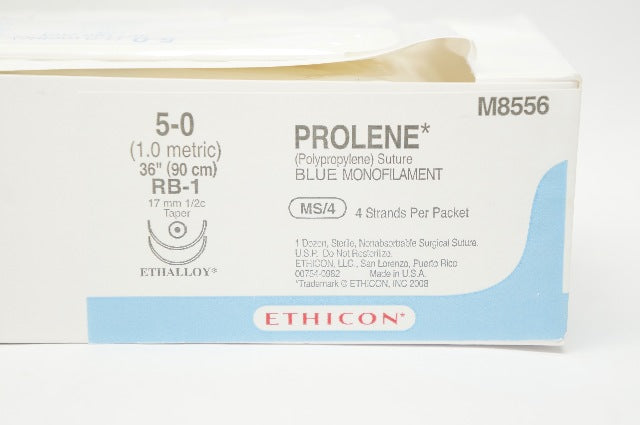 M8556
5-0
(1.0 metric)
36" (90 cm)
RB-1
17 mm 1/2c
Taper
ETHALLOY*
PROLENE*
(Polypropylene) Suture
BLUE MONOFILAMENT
MS/4 4 Strands Per Packet
1 Dozen, Sterile, Nonabsorbable Surgical Suture.
U.S.P. Do Not Resterilize.
ETHICON, LLC., San Lorenzo, Puerto Rico
00754-0982 Made in U.S.A.
*Trademark © ETHICON, INC 2008
ETHICON*